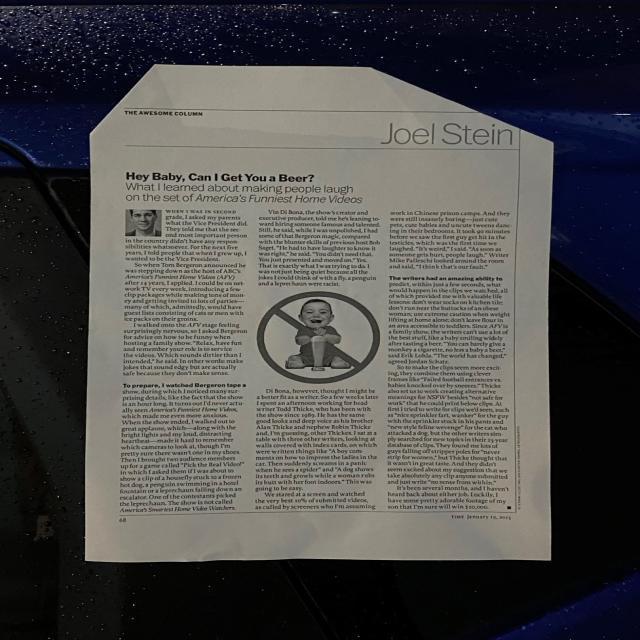 THE AWESOME COLUMN
Joel Stein
Hey Baby, Can I Get You a Beer?
What I learned about making people laugh
on the set of America's Funniest Home Videos
WHEN I WAS IN SECOND
grade, I asked my parents
what the Vice President did.
They told me that the sec-
ond most important person
in the country didn't have any respon-
sibilities whatsoever. For the next five
years, I told people that when I grew up, I
wanted to be the Vice President.
So when Tom Bergeron announced he
was stepping down as the host of ABC's
America's Funniest Home Videos (AFV)
after 15 years, I applied. I could be on net-
work TV every week, introducing a few
clip packages while making tons of mon-
ey and getting invited to lots of parties—
many of which, admittedly, would have
guest lists consisting of cats or men with
ice packs on their groins.
I walked onto the AFV stage feeling
surprisingly nervous, so I asked Bergeron
for advice on how to be funny when
hosting a family show. "Relax, have fun
and remember your role is to serve
the videos. Which sounds dirtier than I
intended," he said. In other words: make
jokes that sound edgy but are actually
safe because they don't make sense.
To prepare, I watched Bergeron tape a
show, during which I noticed many sur-
prising details, like the fact that the show
is an hour long. It turns out I'd never actu-
ally seen America's Funniest Home Videos,
which made me even more anxious.
When the show ended, I walked out to
great applause, which—along with the
bright lights and my loud, distracting
heartbeat—made it hard to remember
which cameras to look at, though I'm
pretty sure there wasn't one in my shoes.
Then I brought two audience members
up for a game called "Pick the Real Video!"
in which I asked them if I was about to
show a clip of a housefly stuck to a frozen
hot dog, a penguin swimming in a hotel
fountain or a leprechaun falling down an
escalator. One of the contestants picked
the leprechaun. The show is not called
America's Smartest Home Video Watchers.
Vin Di Bona, the show's creator and
executive producer, told me he's leaning to-
ward hiring someone famous and talented.
Still, he said, while I was unpolished, I had
some of that Bergeron magic, compared
with the blunter skills of previous host Bob
Saget. "He had to have laughter to know it
was right," he said. "You didn't need that.
You just presented and moved on." Yes,
that is exactly what I was trying to do. I
was not just being quiet because all the
jokes I could think of with a fly, a penguin
and a leprechaun were racist.
Di Bona, however, thought I might be
a better fit as a writer. So a few weeks later
I spent an afternoon working for head
writer Todd Thicke, who has been with
the show since 1989. He has the same
good looks and deep voice as his brother
Alan Thicke and nephew Robin Thicke
and, I'm guessing, other Thickes. I sat at a
table with three other writers, looking at
walls covered with index cards, on which
were written things like "A boy com-
ments on how to impress the ladies in the
car. Then suddenly screams in a panic
when he sees a spider" and "A dog shows
its teeth and growls while a woman rubs
its butt with her foot indoors." This was
going to be easy.
We stared at a screen and watched
the very best 10% of submitted videos,
as called by screeners who I'm assuming
work in Chinese prison camps. And they
were still insanely boring—just cute
pets, cute babies and uncute tweens danc-
ing in their bedrooms. It took 90 minutes
before we saw the first guy get hit in the
testicles, which was the first time we
laughed. "It's weird," I said. "As soon as
someone gets hurt, people laugh." Writer
Mike Palleschi looked around the room
and said, "I think that's our fault."
The writers had an amazing ability to
predict, within just a few seconds, what
would happen in the clips we watched, all
of which provided me with valuable life
lessons: don't wear socks on kitchen tile;
don't run near the buttocks of an obese
woman; use extreme caution when weight
lifting at home alone; don't leave flour in
an area accessible to toddlers. Since AFV is
a family show, the writers can't use a lot of
the best stuff, like a baby smiling widely
after tasting a beer. "You can barely give a
monkey a cigarette, no less a baby a beer,"
said Erik Lohla. "The world has changed,"
agreed Jordan Schatz.
So to make the clips seem more excit-
ing, they combine them using clever
frames like "Failed football entrances vs.
babies knocked over by sneezes." Thicke
also set us to work creating alternative
meanings for NSFW besides "not safe for
work" that he could print below clips. At
first I tried to write for clips we'd seen, such
as "nice sprinkler fart, wanker" for the guy
with the sprinkler stuck in his pants and
"new style feline wowage" for the cat who
meowed weirdly. But the other writers sim-
ply searched for new topics in their 25-year
database of clips. They found me lots of
guys falling off stripper poles for "never
strip for women," but Thicke thought that
it wasn't in great taste. And they didn't
seem excited about my suggestion that we
take absolutely any clip anyone submitted
and just write "no sense from within."
It's been several months, and I haven't
heard back about either job. Luckily, I
have some pretty adorable footage of my
son that I'm sure will win $10,000.
68
TIME January 19, 2015